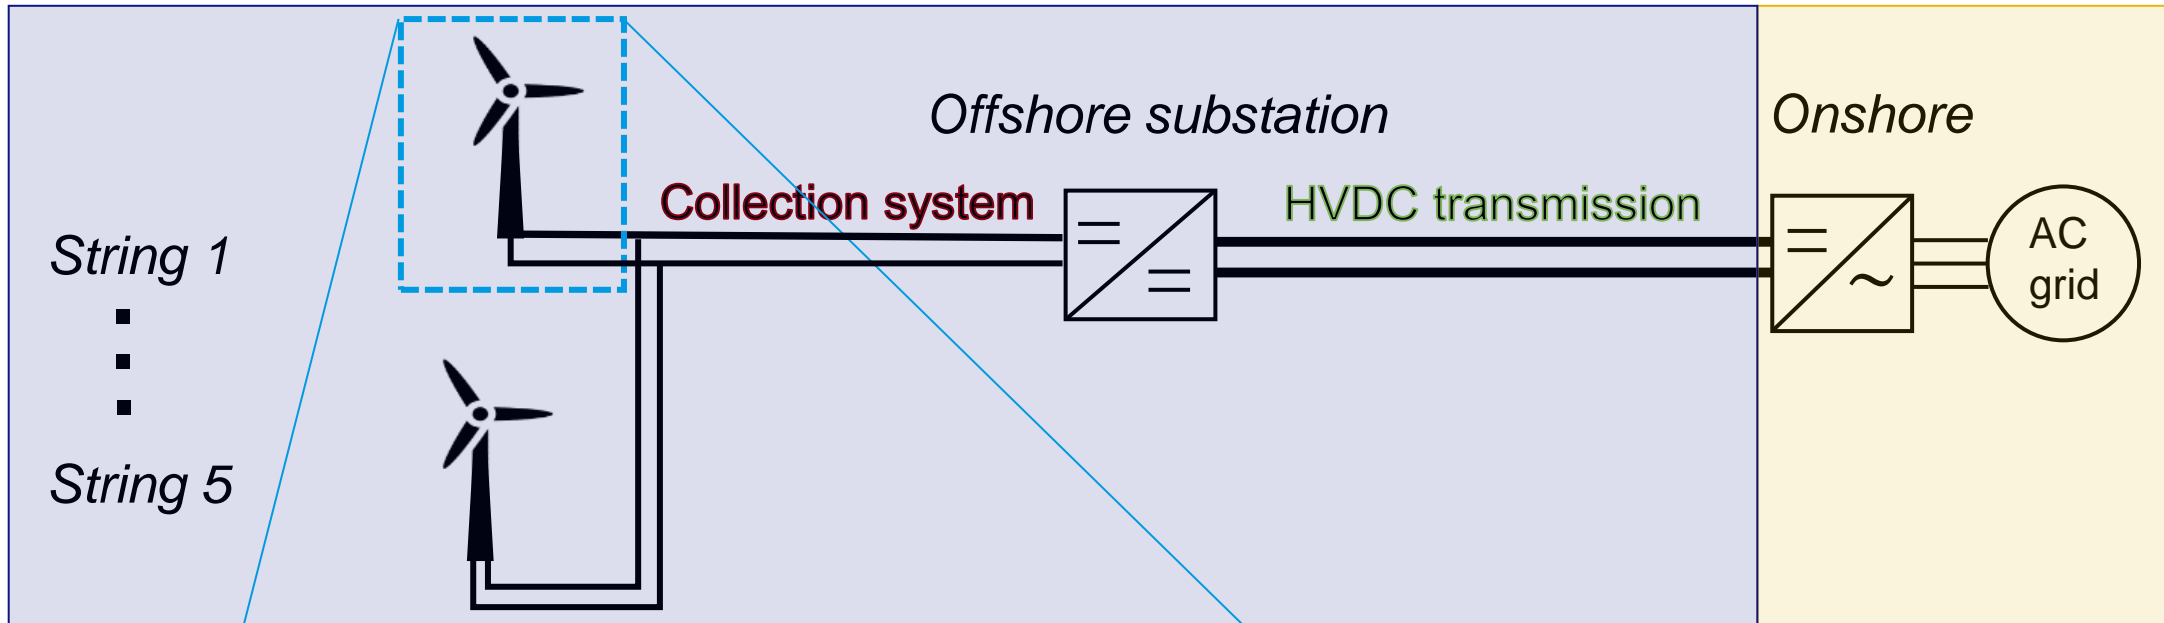 Offshore substation
Onshore
Collection system
HVDC transmission
String 1
String 5
AC
grid